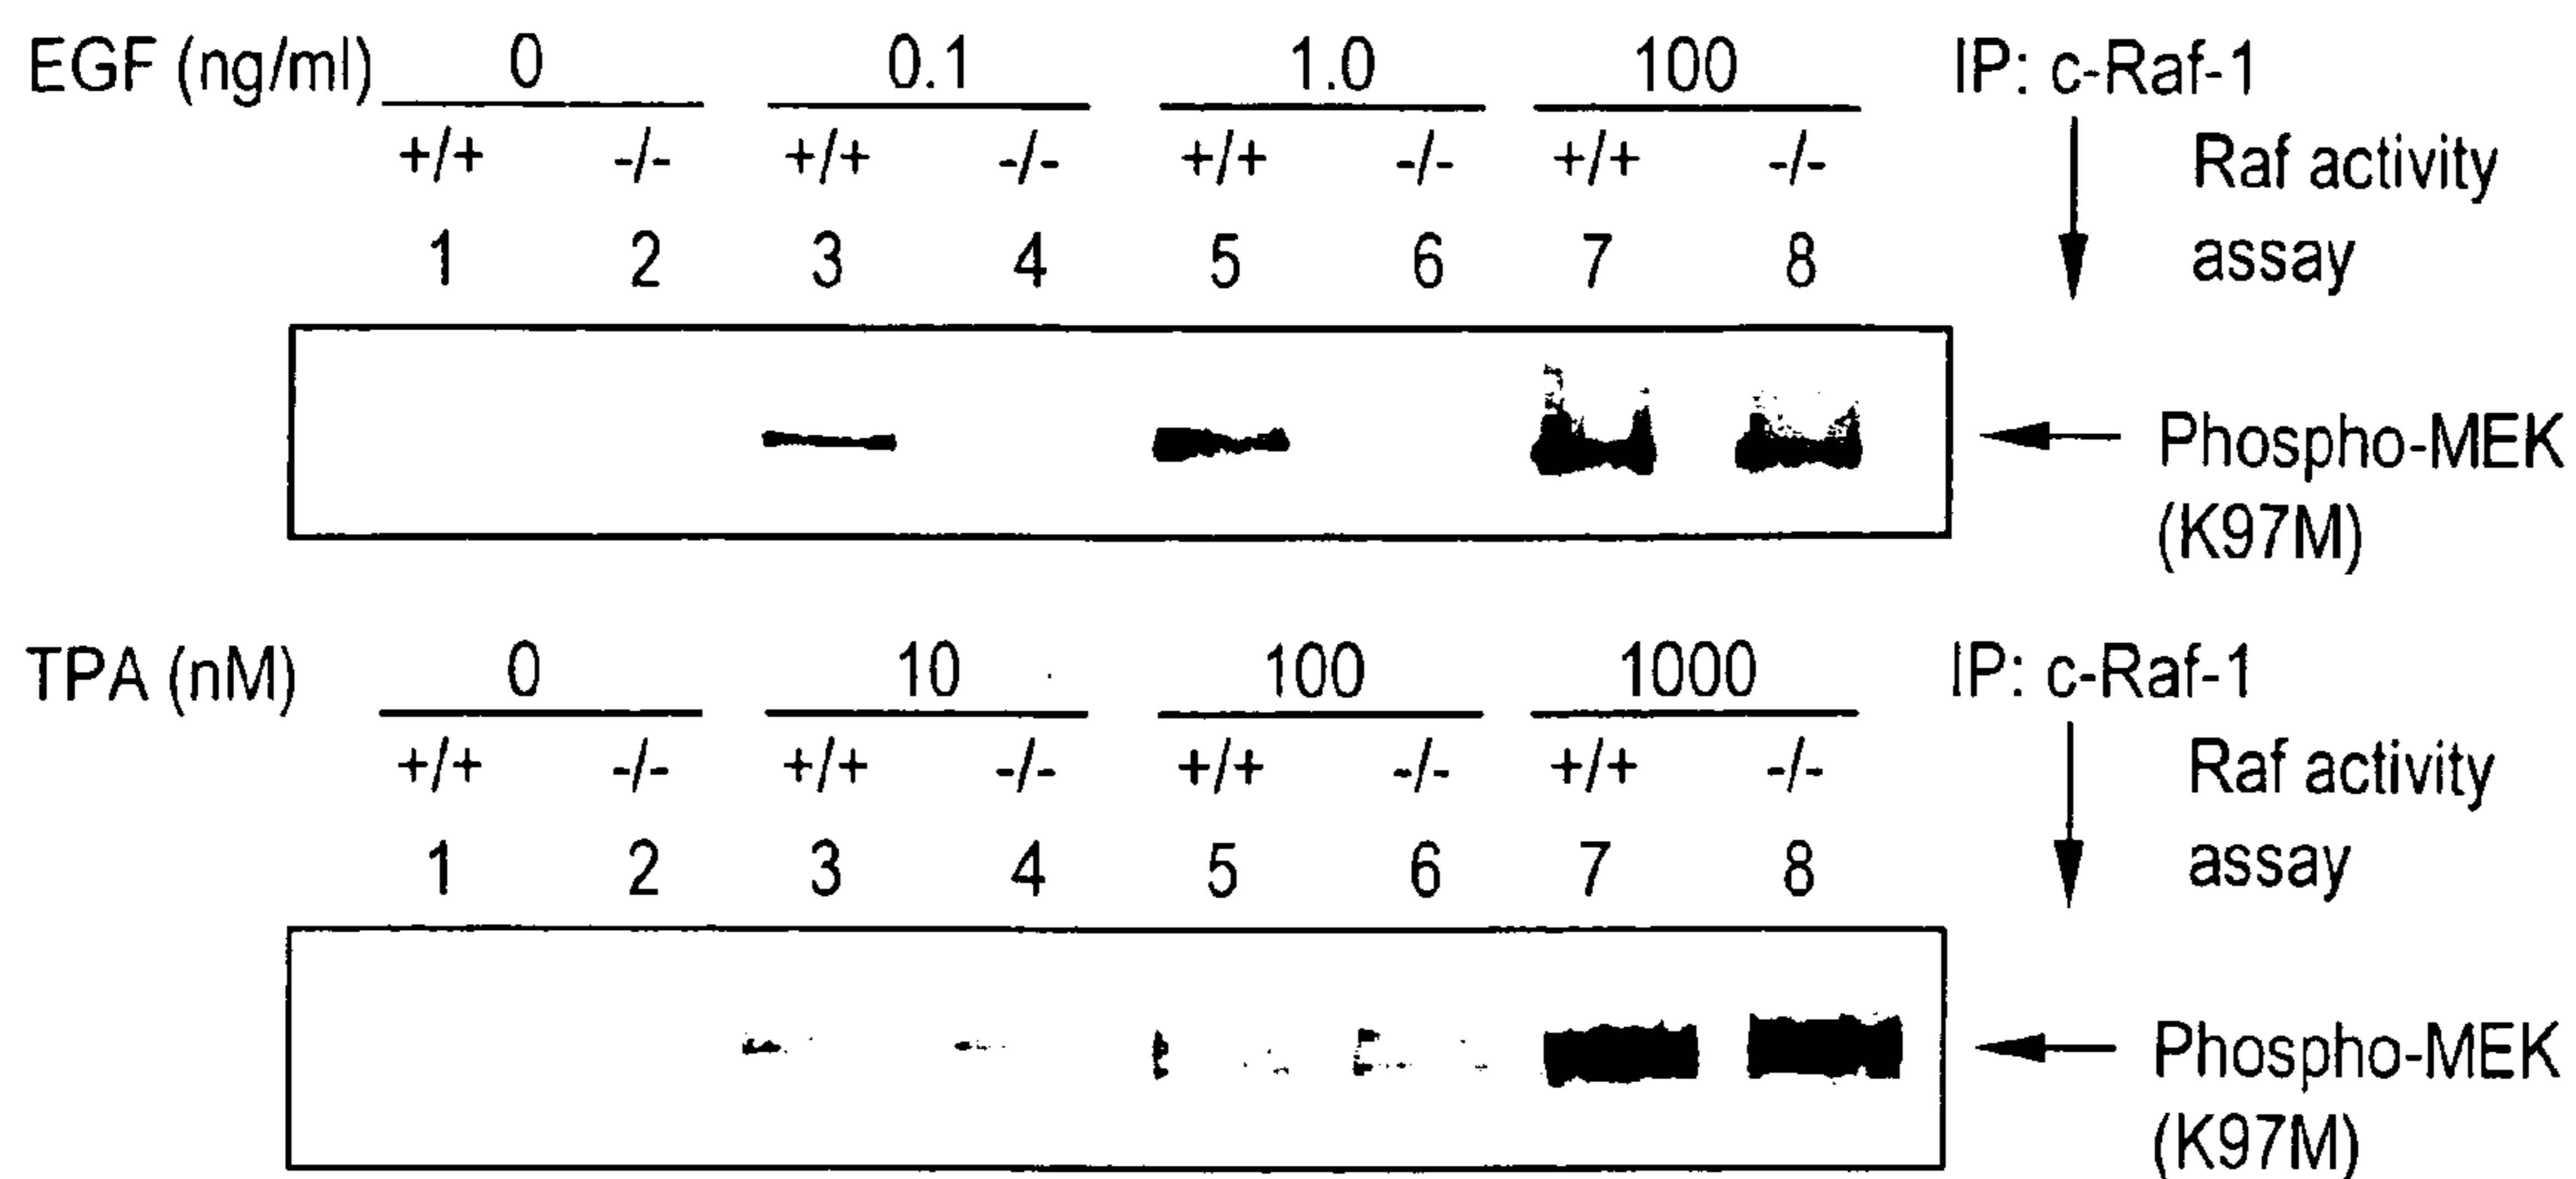 EGF (ng/ml) 0 0.1 1.0 100 IP: c-Raf-1
+/+ -/- +/+ -/- +/+ -/- +/+ -/- Raf activity
1 2 3 4 5 6 7 8 assay
Phospho-MEK
(K97M)
TPA (nM) 0 10 100 1000 IP: c-Raf-1
+/+ -/- +/+ -/- +/+ -/- +/+ -/- Raf activity
1 2 3 4 5 6 7 8 assay
Phospho-MEK
(K97M)